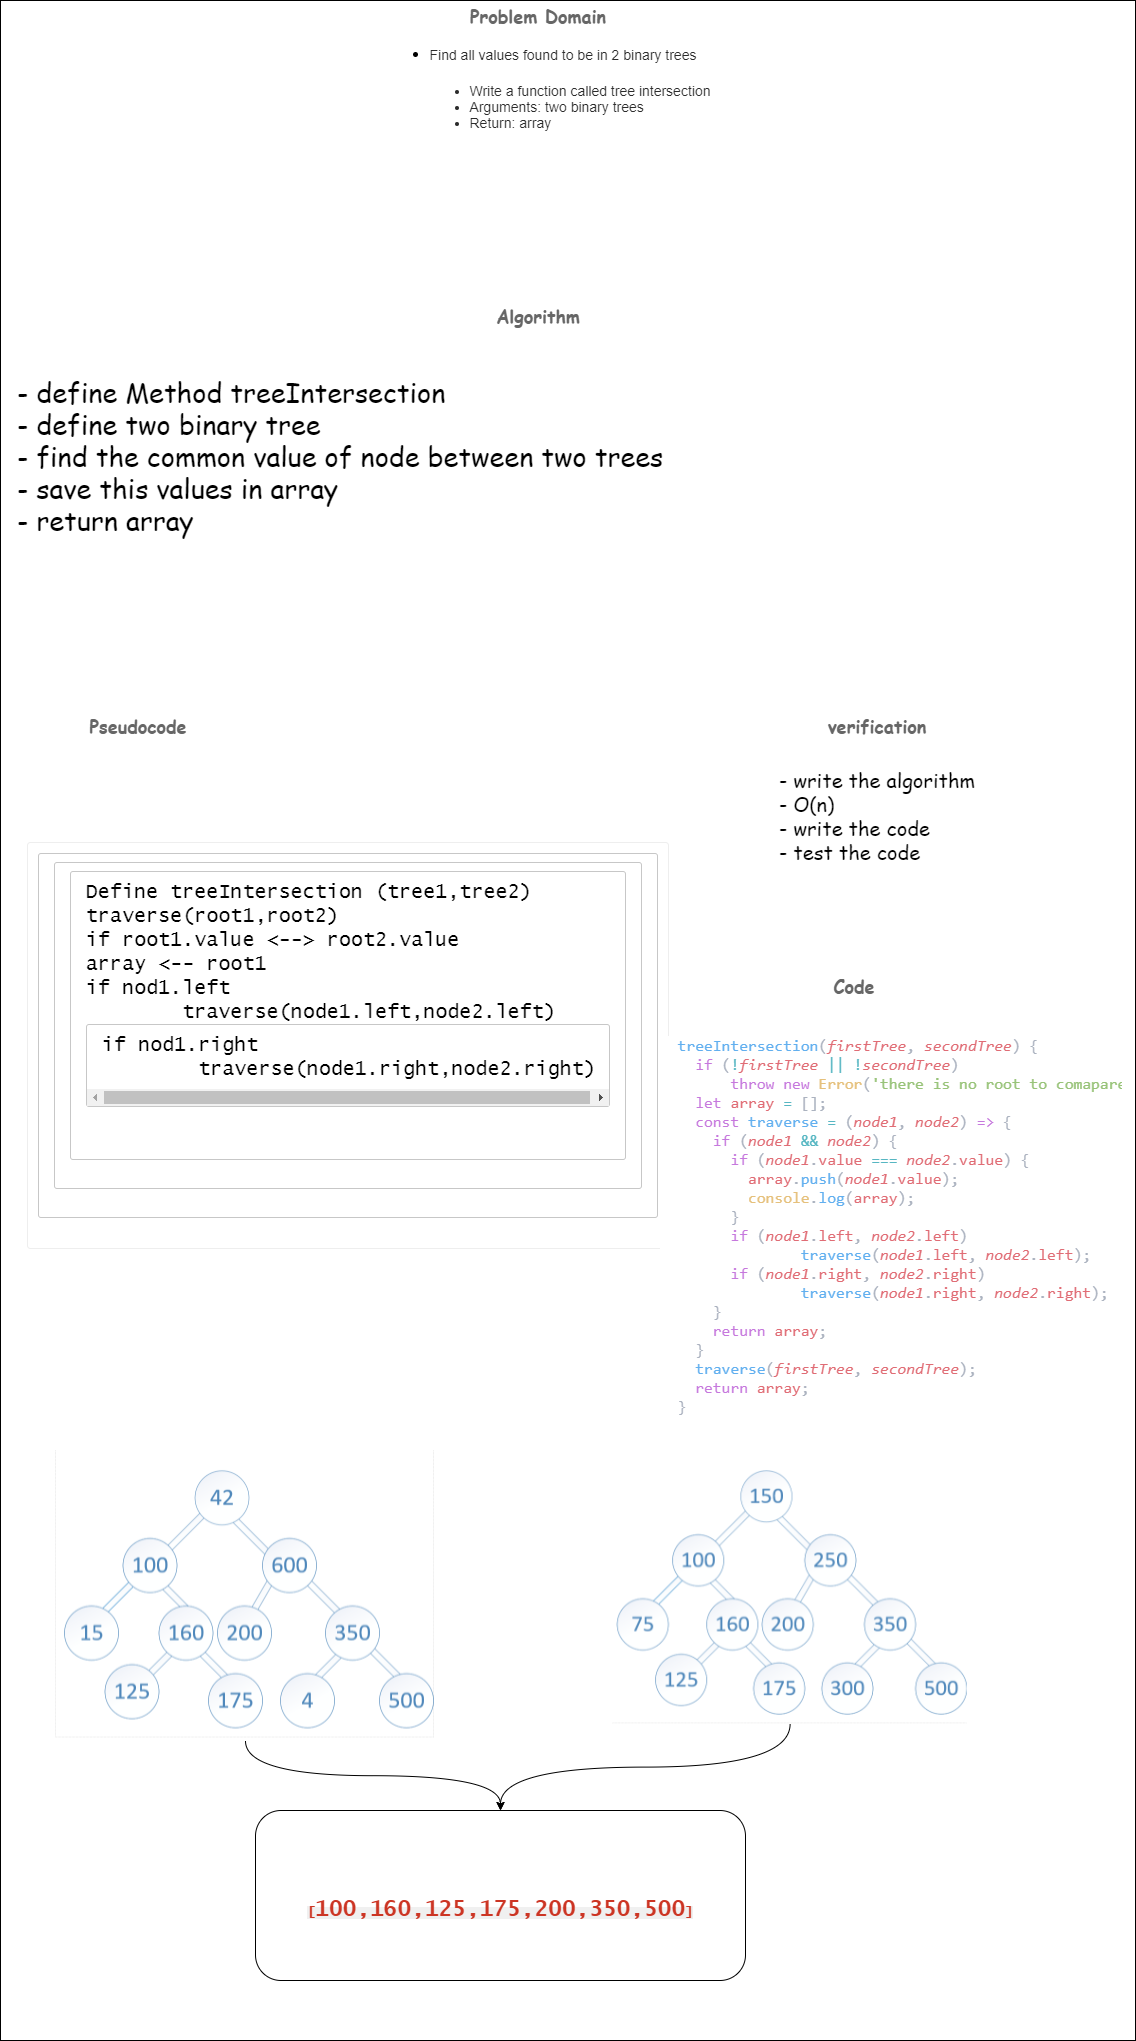 Problem Domain
• Find all values found to be in 2 binary trees
• Write a function called tree intersection
• Arguments: two binary trees
• Return: array
Algorithm
- define Method treeIntersection
- define two binary tree
- find the common value of node between two trees
- save this values in array
- return array
Pseudocode
Define treeIntersection (tree1,tree2)
traverse(root1,root2)
if root1.value <--> root2.value
array <-- root1
if nod1.left
traverse(node1.left,node2.left)
if nod1.right
traverse(node1.right,node2.right)
verification
- write the algorithm
- O(n)
- write the code
- test the code
Code
treeIntersection(firstTree, secondTree) {
if (!firstTree || !secondTree)
throw new Error('there is no root to comapare
let array = [];
const traverse = (node1, node2) => {
if (node1 && node2) {
if (node1.value === node2.value) {
array.push(node1.value);
console.log(array);
}
if (node1.left, node2.left)
traverse(node1.left, node2.left);
if (node1.right, node2.right)
traverse(node1.right, node2.right);
}
return array;
}
traverse(firstTree, secondTree);
return array;
}
42
100 600
15 160 200 350
125 175 4 500
150
100 250
75 160 200 350
125 175 300 500
[100,160,125,175,200,350,500]